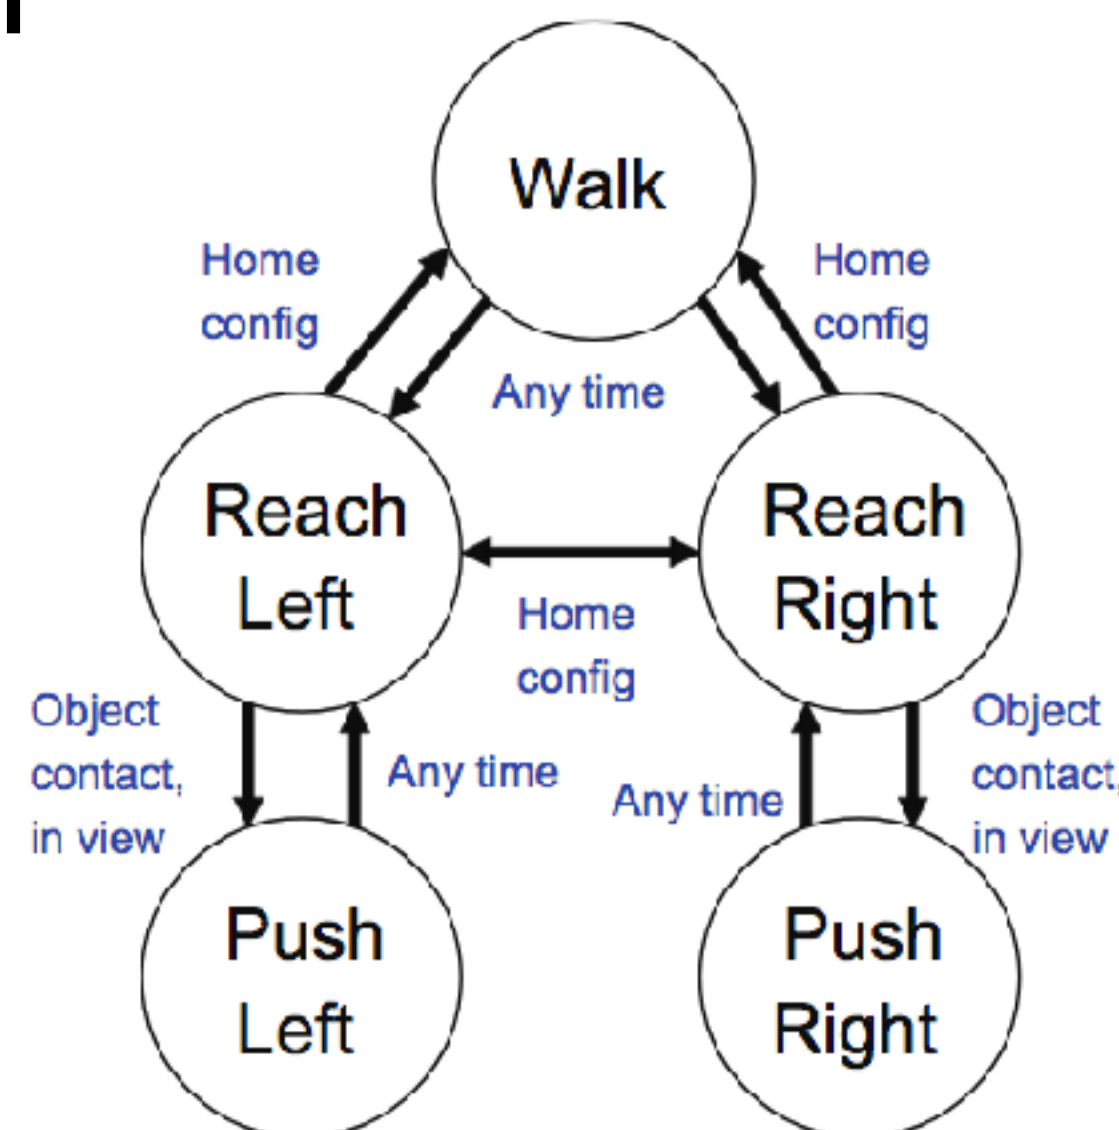 Walk
Home
config
Home
config
Any time
Reach
Left
Reach
Right
Home
config
Object
contact,
in view
Any time
Any time
Object
contact,
in view
Push
Left
Push
Right